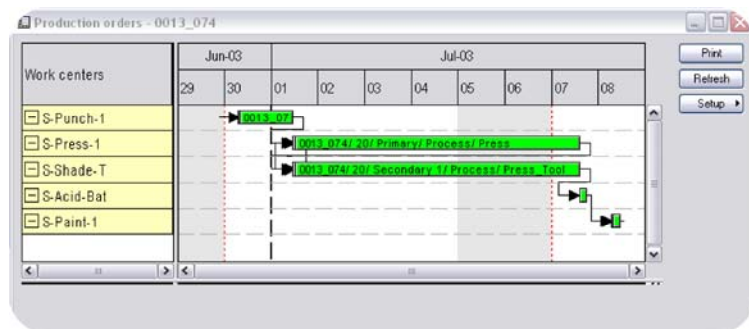 Production orders - 0013_074
Print
Refresh
Setup
Work centers
Jun-03 Jul-03
29 30 01 02 03 04 05 06 07 08
S-Punch-1 0013_07
S-Press-1 0013_074/ 20/ Primary/ Process/ Press
S-Shade-T 0013_074/ 20/ Secondary 1/ Process/ Press_Tool
S-Acid-Bat
S-Paint-1